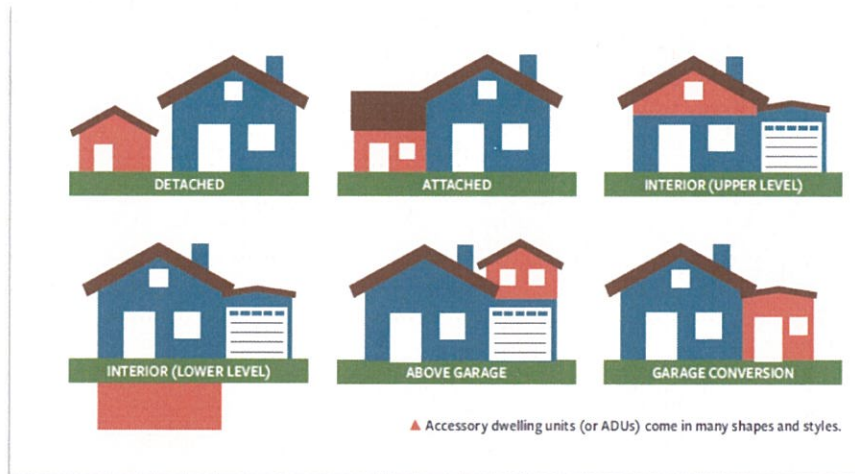 DETACHED
ATTACHED
INTERIOR (UPPER LEVEL)
INTERIOR (LOWER LEVEL)
ABOVE GARAGE
GARAGE CONVERSION
▲ Accessory dwelling units (or ADUs) come in many shapes and styles.